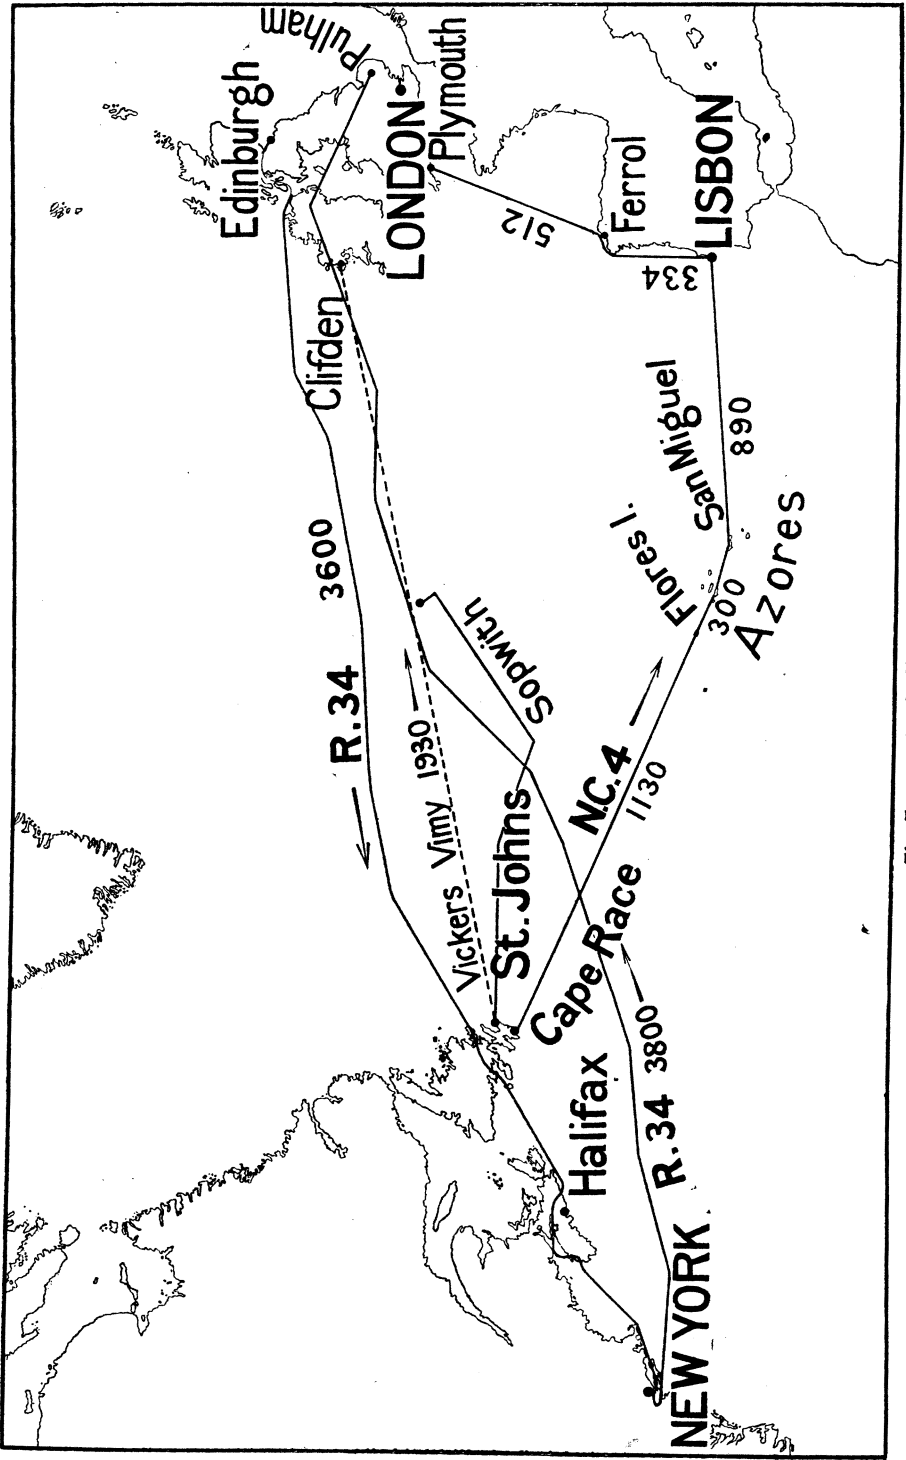 Edinburgh
Pulham
LONDON
Plymouth
Clifden
512
Ferrol
334
LISBON
3600
R.34
890
San Miguel
Flores I.
300
Azores
Sopwith
Vickers Vimy 1930
St. Johns
N.C.4
1130
Cape Race
Halifax
R.34 3800
NEW YORK